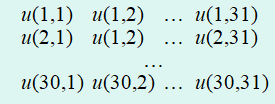 u(1,1) u(1,2) … u(1,31)
u(2,1) u(1,2) … u(2,31)
…
u(30,1) u(30,2) … u(30,31)